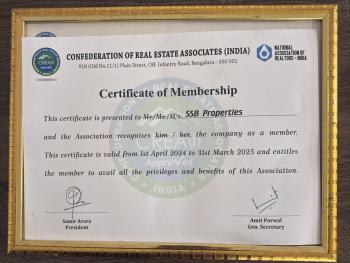 CONFEDERATION OF REAL ESTATE ASSOCIATES (INDIA)
#18 (Old No.11/1) Plain Street, Off. Infantry Road, Bengaluru - 560 001
NATIONAL
ASSOCIATION OF
REALTORS - INDIA
CREAI
Certificate of Membership
This certificate is presented to Mr/Ms/M/s. SSB Properties
and the Association recognises him / her, the company as a member.
This certificate is valid from 1st April 2024 to 31st March 2025 and entitles
the member to avail all the privileges and benefits of this Association.
CREAI
Approved
INDIA
Samir Arora
President
Amit Porwal
Gen. Secretary